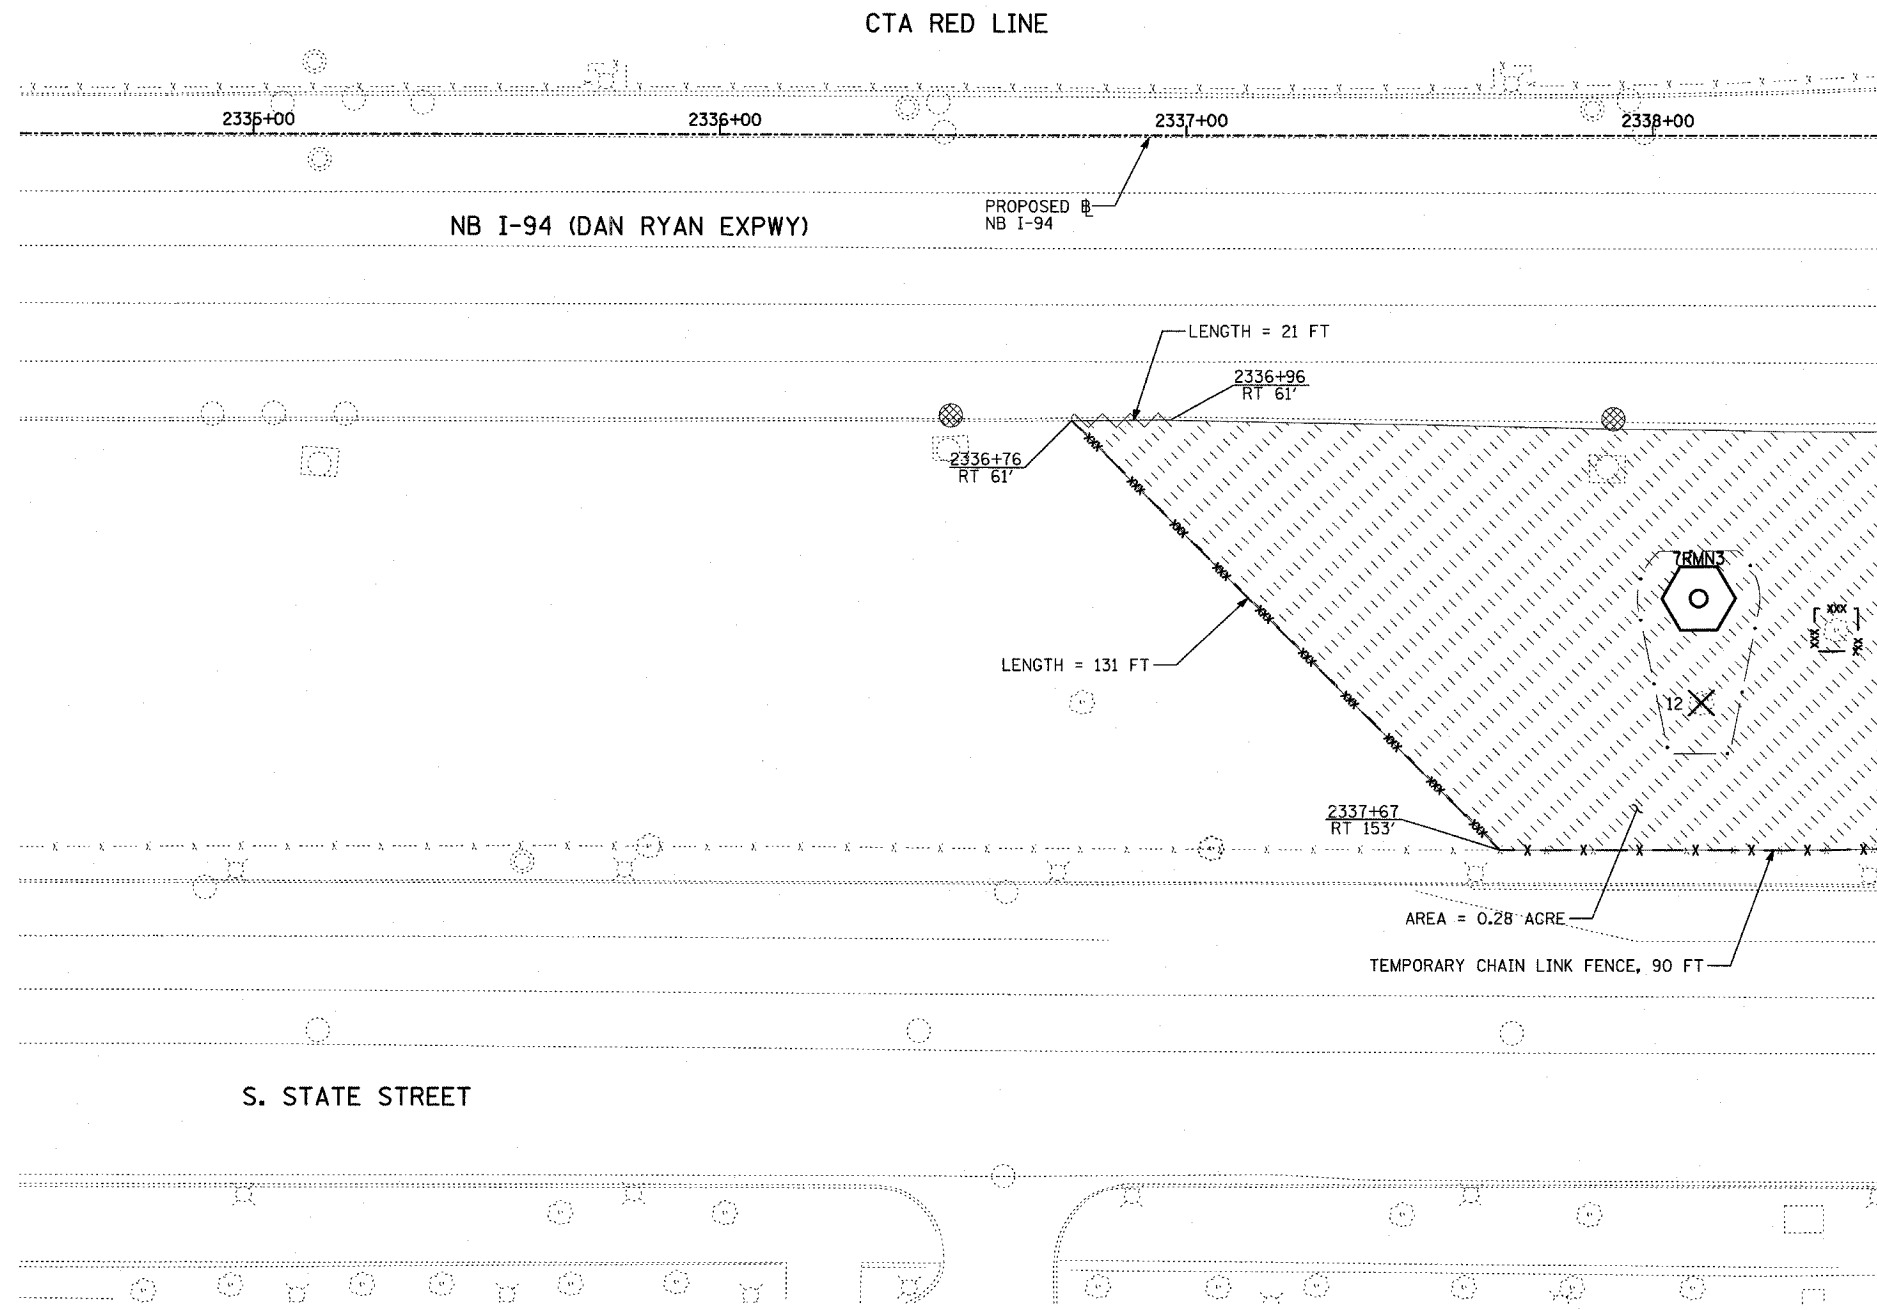 CTA RED LINE
2335+00
2336+00
2337+00
2338+00
PROPOSED ⅊
NB I-94
NB I-94 (DAN RYAN EXPWY)
LENGTH = 21 FT
2336+96
RT 61'
2336+76
RT 61'
7RMN3
LENGTH = 131 FT
12
2337+67
RT 153'
AREA = 0.28 ACRE
TEMPORARY CHAIN LINK FENCE, 90 FT
S. STATE STREET